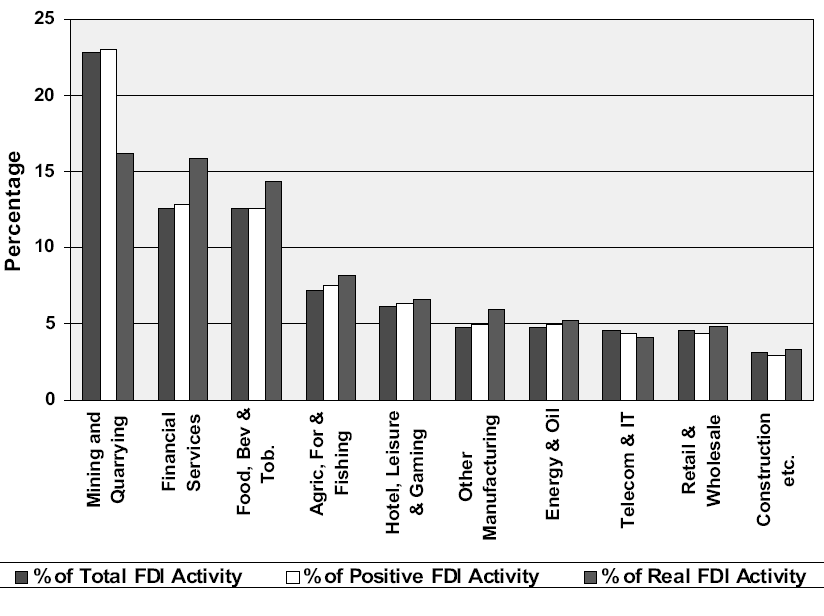 25
20
15
10
5
0
Percentage
Mining and
Quarrying
Financial
Services
Food, Bev &
Tob.
Agric, For &
Fishing
Hotel, Leisure
& Gaming
Other
Manufacturing
Energy & Oil
Telecom & IT
Retail &
Wholesale
Construction
etc.
% of Total FDI Activity
% of Positive FDI Activity
% of Real FDI Activity